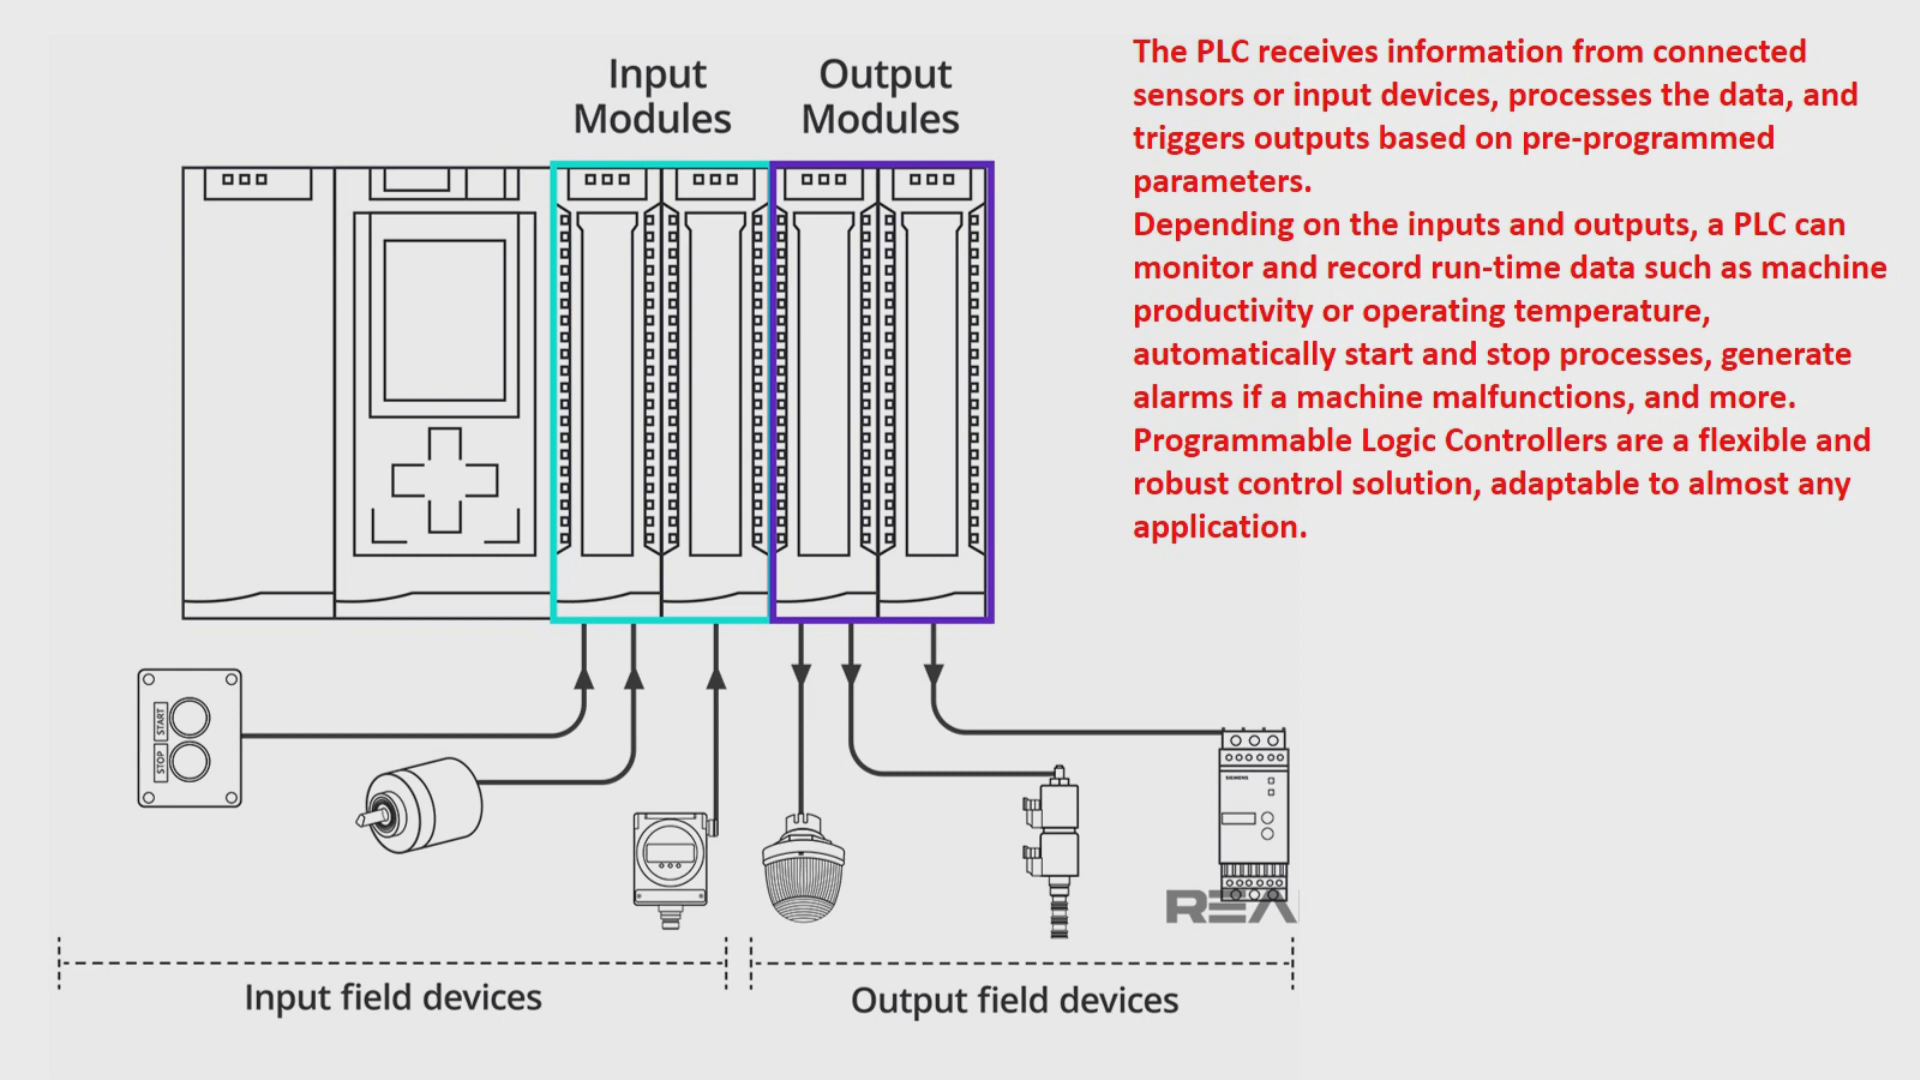 Input
Modules
Output
Modules
The PLC receives information from connected
sensors or input devices, processes the data, and
triggers outputs based on pre-programmed
parameters.
Depending on the inputs and outputs, a PLC can
monitor and record run-time data such as machine
productivity or operating temperature,
automatically start and stop processes, generate
alarms if a machine malfunctions, and more.
Programmable Logic Controllers are a flexible and
robust control solution, adaptable to almost any
application.
START
STOP
SIEMENS
REA
Input field devices
Output field devices